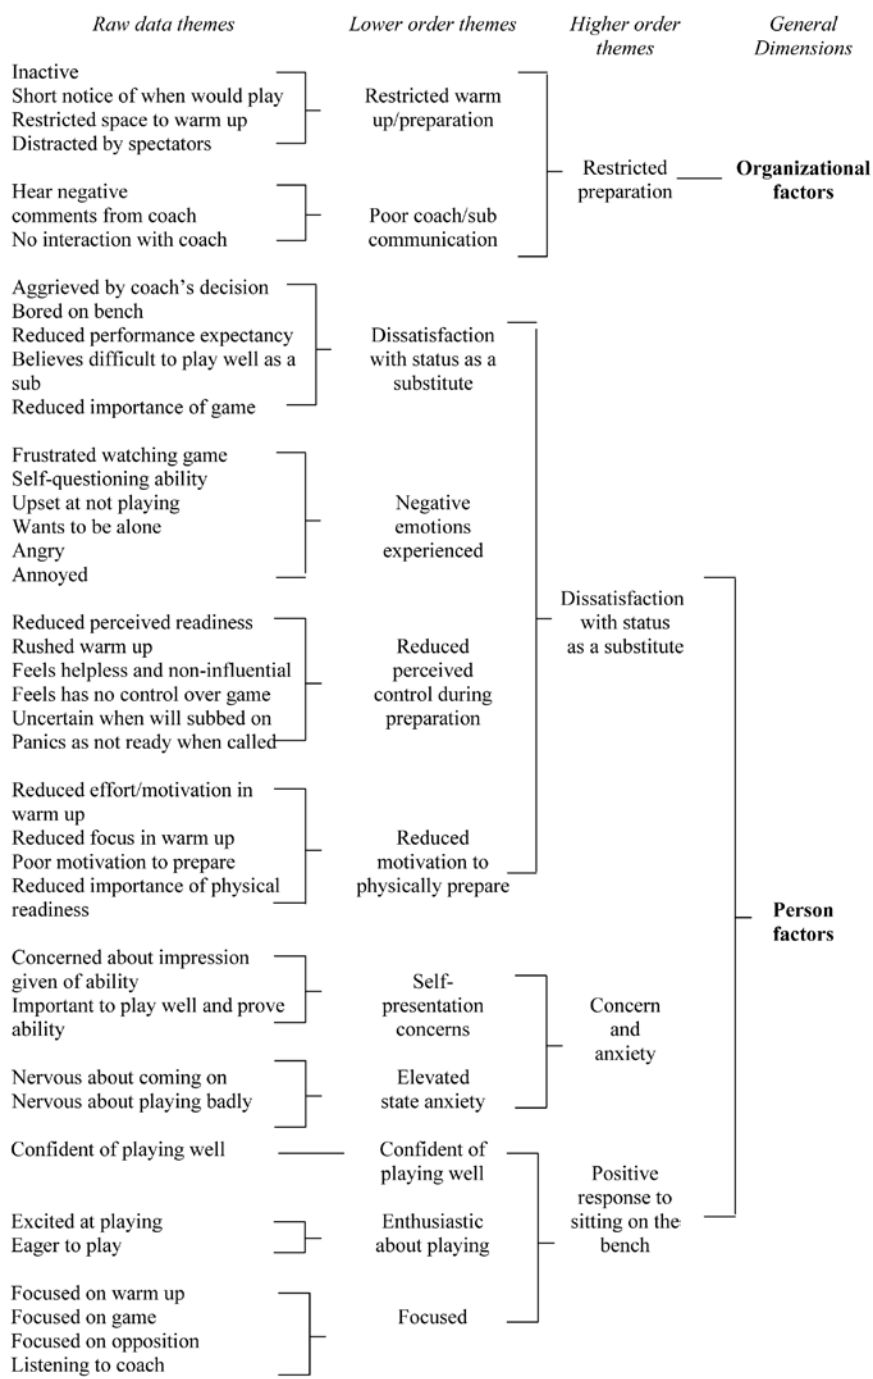 Raw data themes
Lower order themes
Higher order
themes
General
Dimensions
Inactive
Short notice of when would play
Restricted space to warm up
Distracted by spectators
Restricted warm
up/preparation
Hear negative
comments from coach
No interaction with coach
Poor coach/sub
communication
Restricted
preparation
Organizational
factors
Aggrieved by coach's decision
Bored on bench
Reduced performance expectancy
Believes difficult to play well as a
sub
Reduced importance of game
Dissatisfaction
with status as a
substitute
Frustrated watching game
Self-questioning ability
Upset at not playing
Wants to be alone
Angry
Annoyed
Negative
emotions
experienced
Reduced perceived readiness
Rushed warm up
Feels helpless and non-influential
Feels has no control over game
Uncertain when will subbed on
Panics as not ready when called
Reduced
perceived
control during
preparation
Reduced effort/motivation in
warm up
Reduced focus in warm up
Poor motivation to prepare
Reduced importance of physical
readiness
Reduced
motivation to
physically prepare
Dissatisfaction
with status
as a substitute
Concerned about impression
given of ability
Important to play well and prove
ability
Self-
presentation
concerns
Nervous about coming on
Nervous about playing badly
Elevated
state anxiety
Concern
and
anxiety
Confident of playing well
Confident of
playing well
Excited at playing
Eager to play
Enthusiastic
about playing
Focused on warm up
Focused on game
Focused on opposition
Listening to coach
Focused
Positive
response to
sitting on the
bench
Person
factors